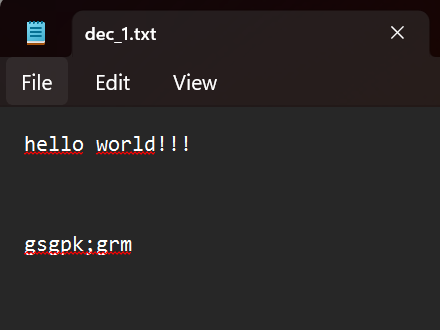 dec_1.txt
File Edit View
hello world!!!
gsgpk;grm